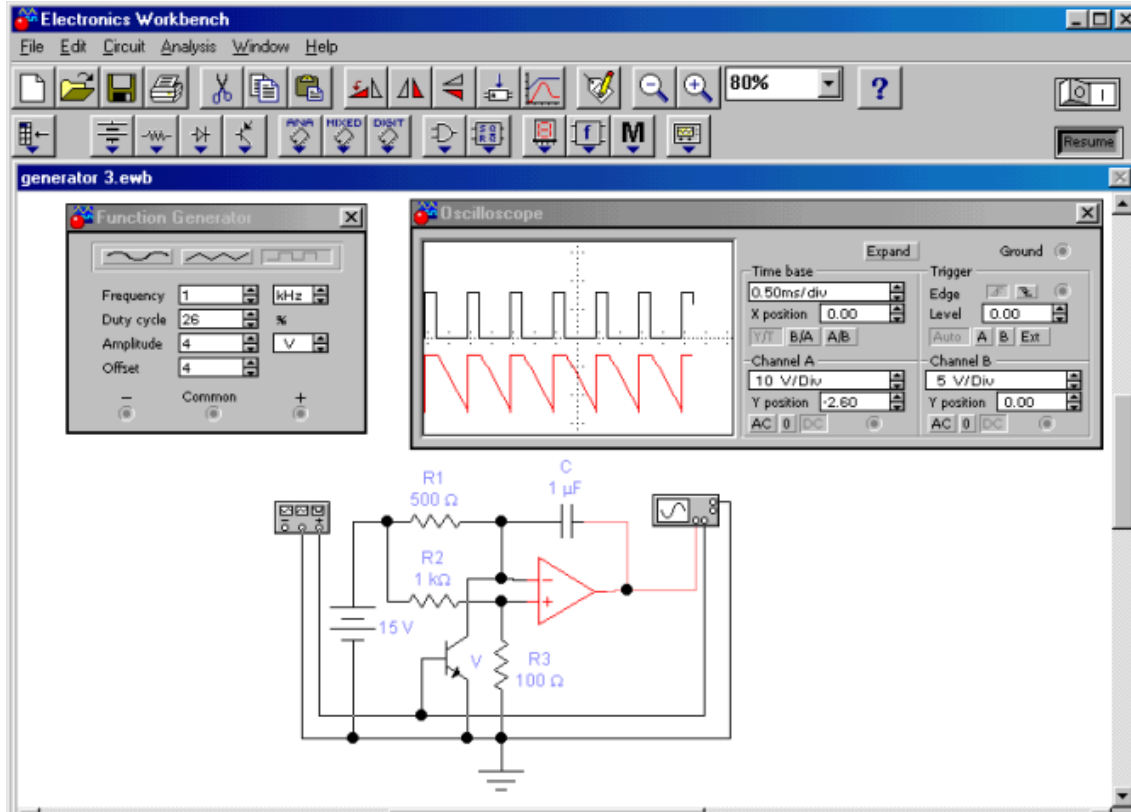 Electronics Workbench
File Edit Circuit Analysis Window Help
80% ?
ANA MIXED DIGIT f M
Resume
generator 3.ewb
Function Generator
Frequency 1 kHz
Duty cycle 26 %
Amplitude 4 V
Offset 4
− Common +
Oscilloscope
Expand Ground
Time base
0.50ms/div
X position 0.00
Y/T B/A A/B
Trigger
Edge
Level 0.00
Auto A B Ext
Channel A
10 V/Div
Y position -2.60
AC 0 DC
Channel B
5 V/Div
Y position 0.00
AC 0 DC
R1
500 Ω
C
1 µF
R2
1 kΩ
15 V
V
R3
100 Ω